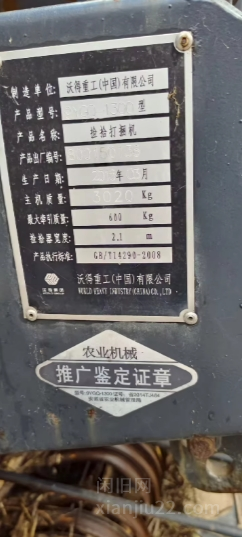 制造单位: 沃得重工(中国)有限公司
产品型号: 型
产品名称: 捡拾打捆机
产品出厂编号:
生产日期 年 月
主机质量: Kg
最大牵引质量: 600 Kg
捡拾器宽度: 2.1 m
产品执行标准: GB/T14290-2008
沃得重工(中国)有限公司
WORLD HEAVY INDUSTRY (CHINA) CO., LTD
农业机械
推广鉴定证章
闲旧网
xianjiu22.com